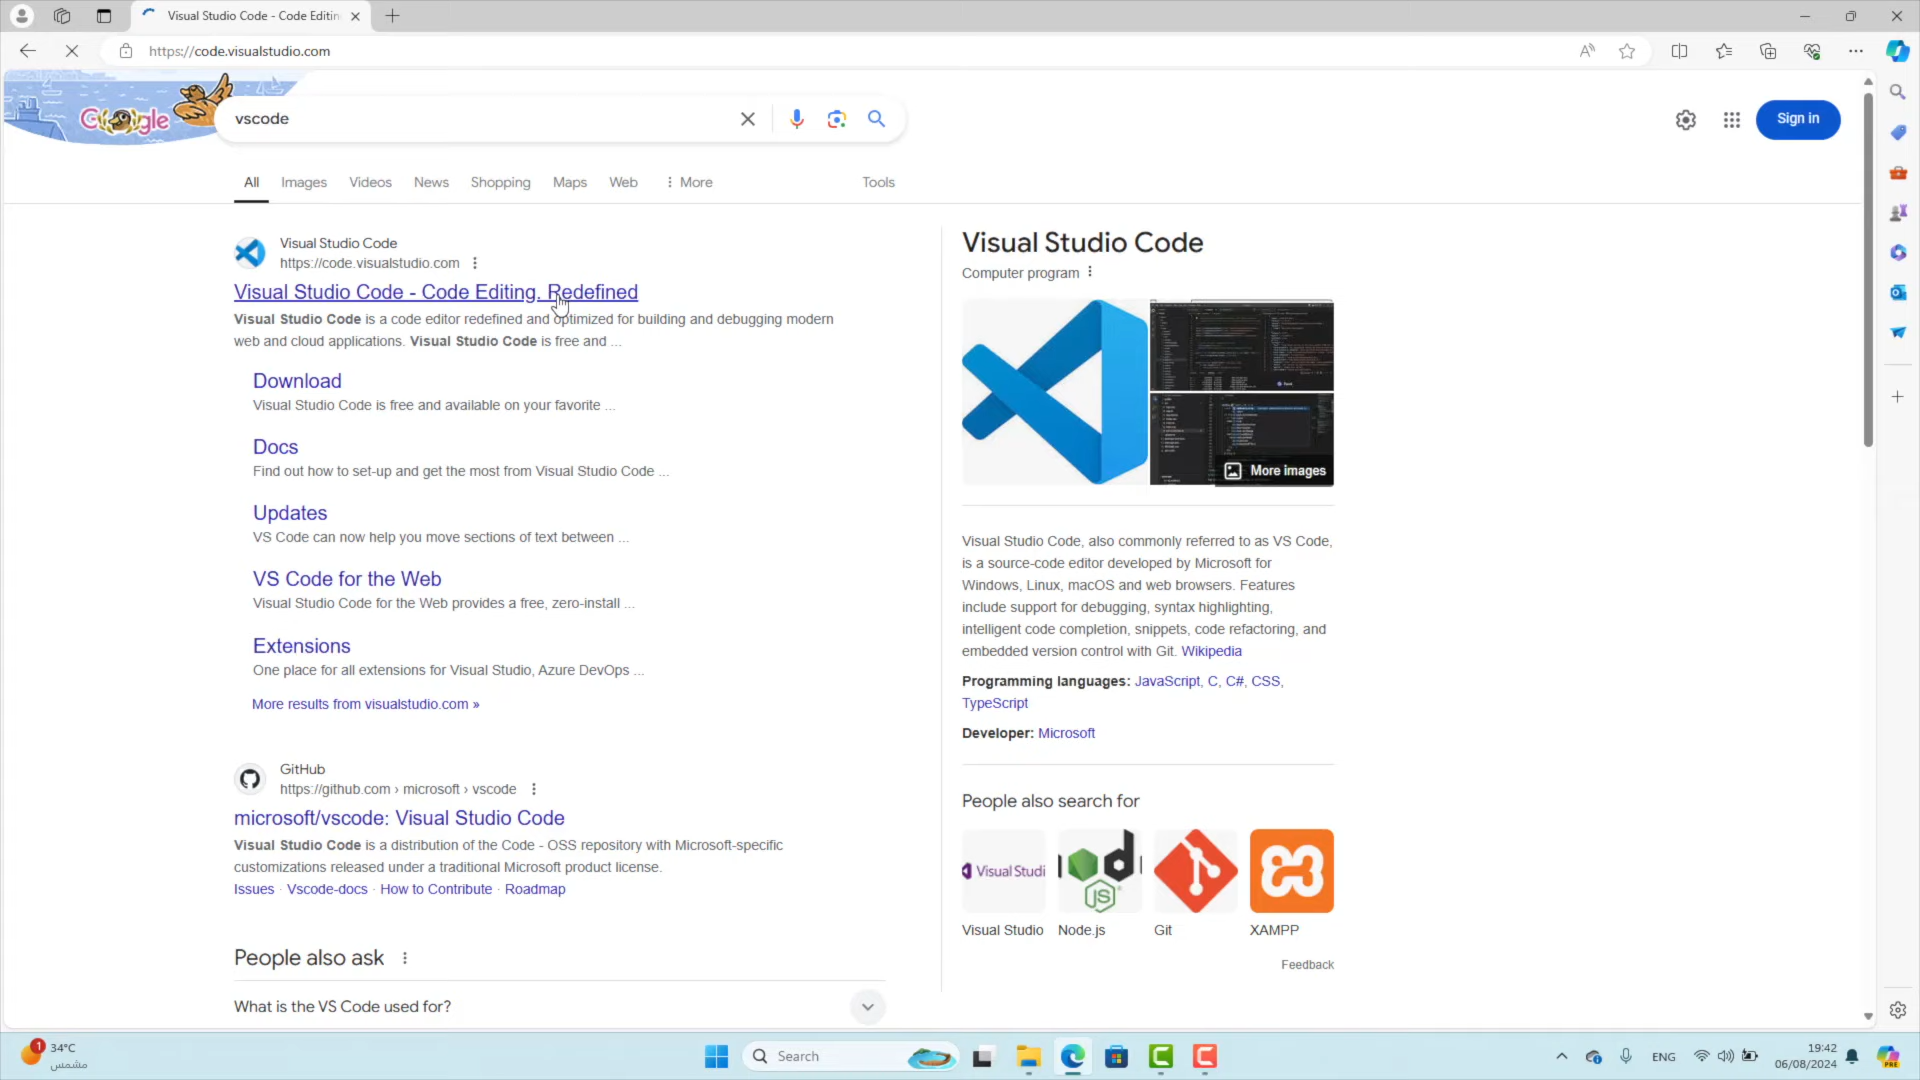 Visual Studio Code - Code Editin
https://code.visualstudio.com
Google
vscode
Sign in
All
Images
Videos
News
Shopping
Maps
Web
More
Tools
Visual Studio Code
https://code.visualstudio.com
Visual Studio Code - Code Editing. Redefined
Visual Studio Code is a code editor redefined and optimized for building and debugging modern
web and cloud applications. Visual Studio Code is free and ...
Download
Visual Studio Code is free and available on your favorite ...
Docs
Find out how to set-up and get the most from Visual Studio Code ...
Updates
VS Code can now help you move sections of text between ...
VS Code for the Web
Visual Studio Code for the Web provides a free, zero-install ...
Extensions
One place for all extensions for Visual Studio, Azure DevOps ...
More results from visualstudio.com »
GitHub
https://github.com › microsoft › vscode
microsoft/vscode: Visual Studio Code
Visual Studio Code is a distribution of the Code - OSS repository with Microsoft-specific
customizations released under a traditional Microsoft product license.
Issues · Vscode-docs · How to Contribute · Roadmap
People also ask
What is the VS Code used for?
Visual Studio Code
Computer program
More images
Visual Studio Code, also commonly referred to as VS Code,
is a source-code editor developed by Microsoft for
Windows, Linux, macOS and web browsers. Features
include support for debugging, syntax highlighting,
intelligent code completion, snippets, code refactoring, and
embedded version control with Git. Wikipedia
Programming languages: JavaScript, C, C#, CSS,
TypeScript
Developer: Microsoft
People also search for
Visual Studi
JS
Visual Studio
Node.js
Git
XAMPP
Feedback
1
34°C
مشمس
Search
ENG
19:42
06/08/2024
PRE